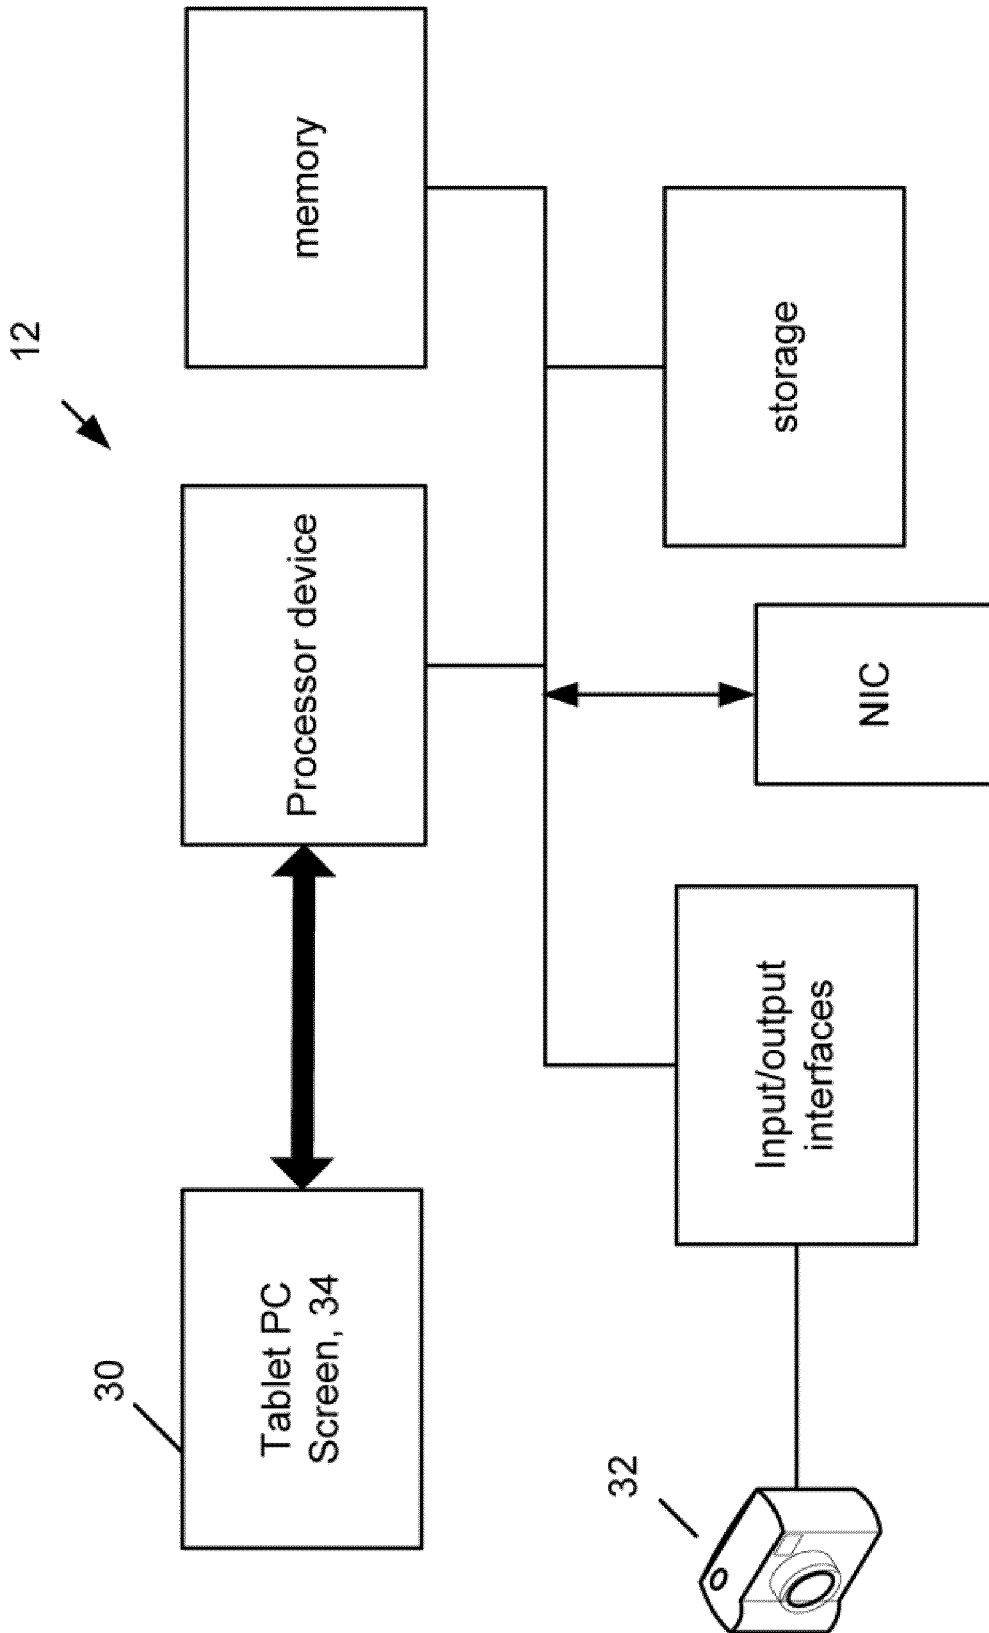 12
30
Tablet PC
Screen, 34
Processor device
memory
32
Input/output
interfaces
NIC
storage